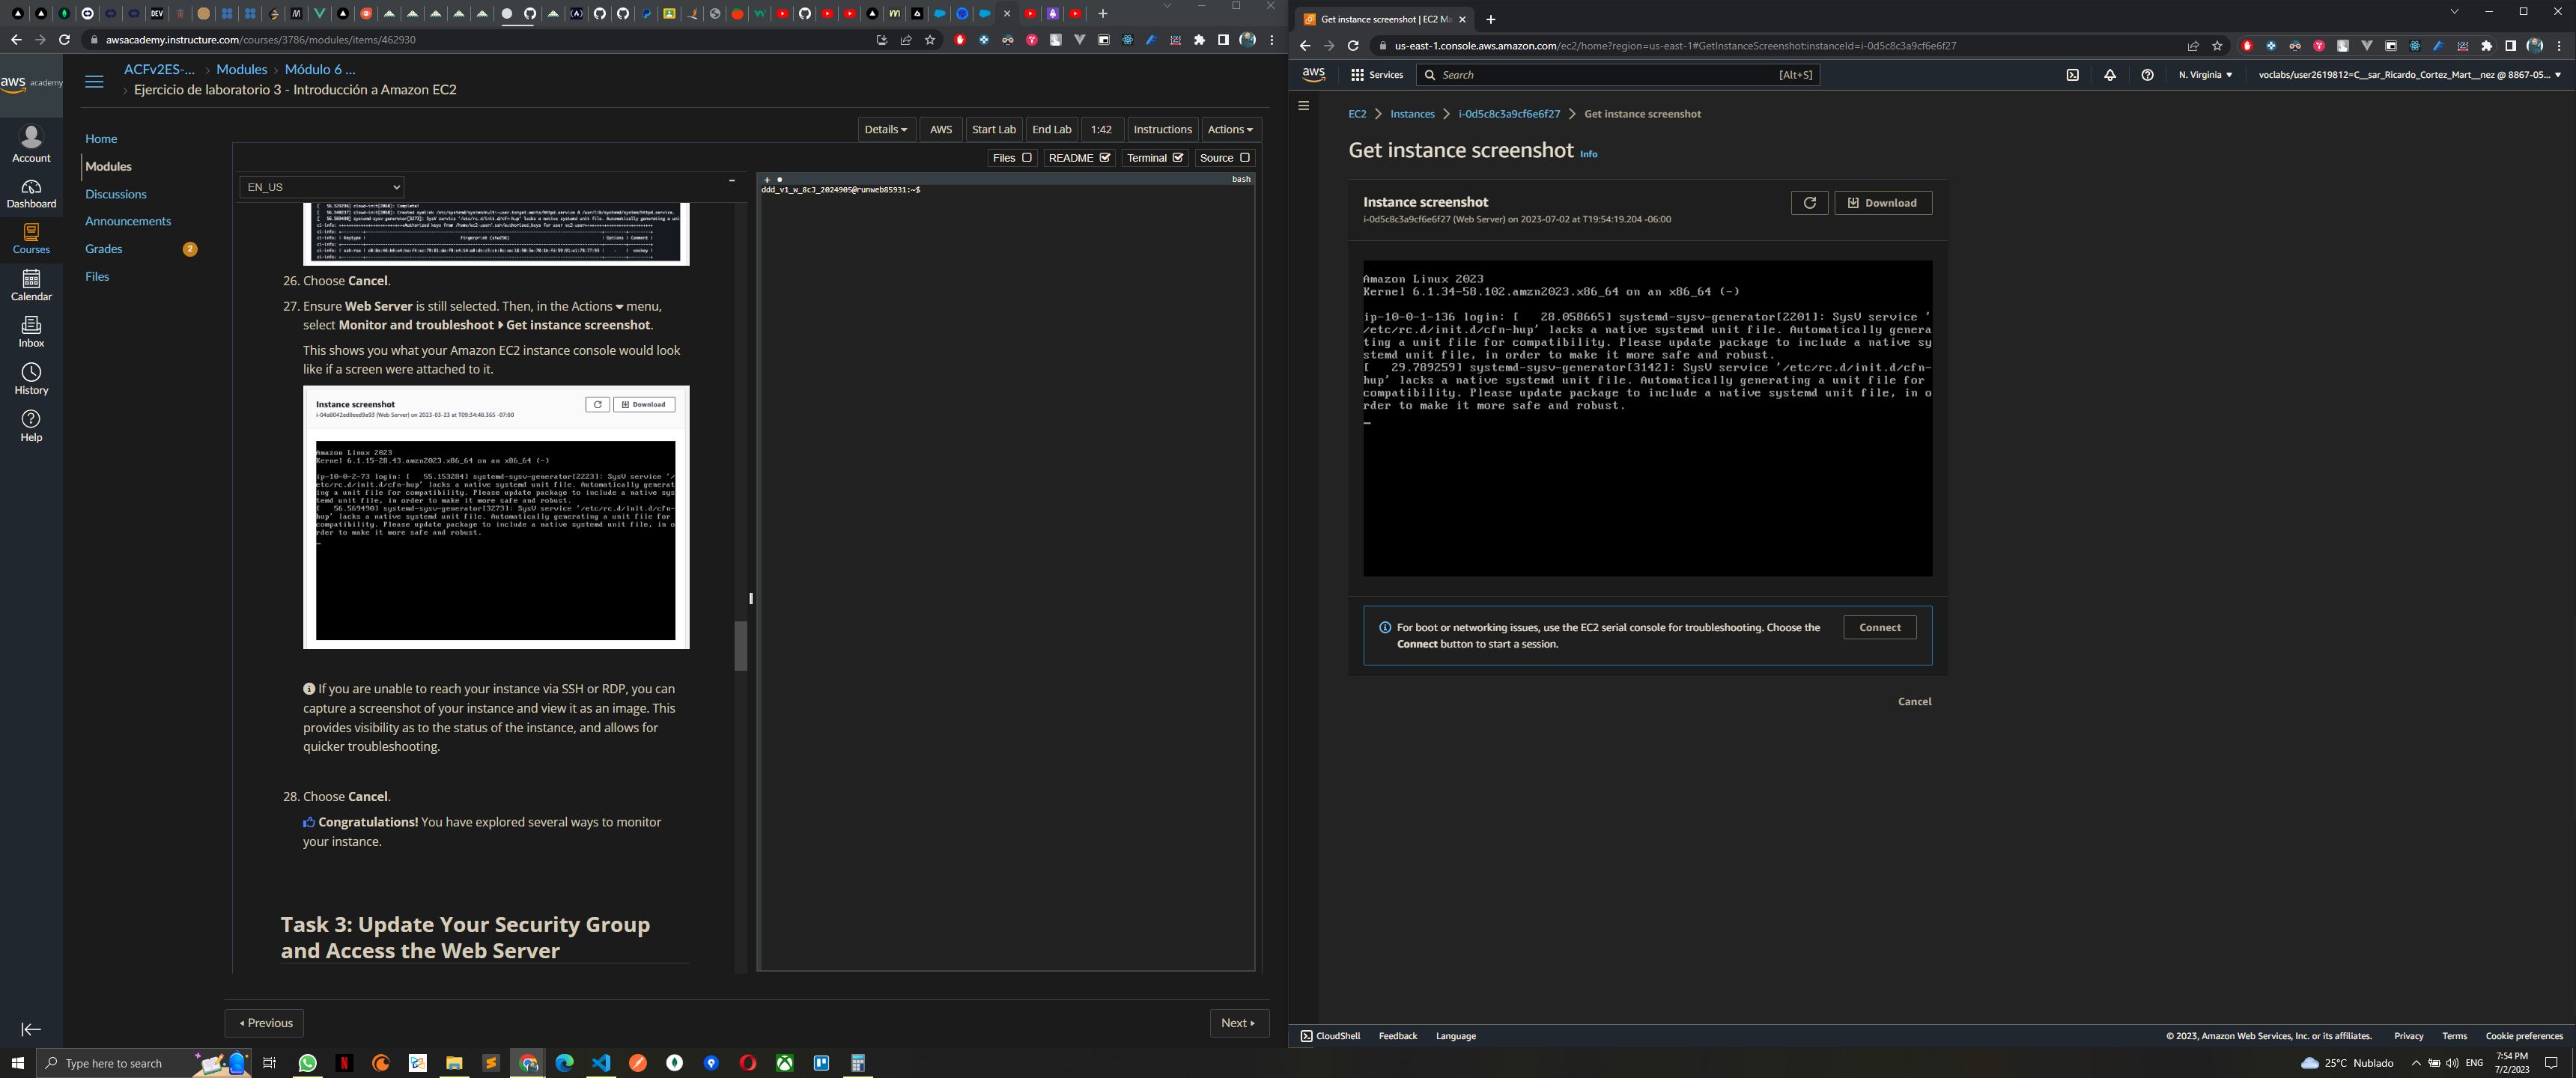 awsacademy.instructure.com/courses/3786/modules/items/462930
aws academy
Account
Dashboard
Courses
Calendar
Inbox
History
Help
ACFv2ES-... > Modules > Módulo 6 ...
> Ejercicio de laboratorio 3 - Introducción a Amazon EC2
Home
Modules
Discussions
Announcements
Grades 2
Files
Details AWS Start Lab End Lab 1:42 Instructions Actions
Files README Terminal Source
EN_US
26. Choose Cancel.
27. Ensure Web Server is still selected. Then, in the Actions menu,
select Monitor and troubleshoot Get instance screenshot.
This shows you what your Amazon EC2 instance console would look
like if a screen were attached to it.
Instance screenshot
Download
Amazon Linux 2023
Kernel 6.1.15-28.43.amzn2023.x86_64 on an x86_64 (-)
ip-10-0-2-73 login: [ 55.153284] systemd-sysv-generator[2223]: SysV service '/
etc/rc.d/init.d/cfn-hup' lacks a native systemd unit file. Automatically generat
ing a unit file for compatibility. Please update package to include a native sys
temd unit file, in order to make it more safe and robust.
[ 56.569490] systemd-sysv-generator[3273]: SysV service '/etc/rc.d/init.d/cfn-
hup' lacks a native systemd unit file. Automatically generating a unit file for
compatibility. Please update package to include a native systemd unit file, in o
rder to make it more safe and robust.
If you are unable to reach your instance via SSH or RDP, you can
capture a screenshot of your instance and view it as an image. This
provides visibility as to the status of the instance, and allows for
quicker troubleshooting.
28. Choose Cancel.
Congratulations! You have explored several ways to monitor
your instance.
Task 3: Update Your Security Group
and Access the Web Server
bash
ddd_v1_w_8cJ_2024905@runweb85931:~$
Previous
Next
Get instance screenshot | EC2 M
us-east-1.console.aws.amazon.com/ec2/home?region=us-east-1#GetInstanceScreenshot:instanceId=i-0d5c8c3a9cf6e6f27
aws Services Search [Alt+S] N. Virginia voclabs/user2619812=C__sar_Ricardo_Cortez_Mart__nez @ 8867-05...
EC2 > Instances > i-0d5c8c3a9cf6e6f27 > Get instance screenshot
Get instance screenshot Info
Instance screenshot
i-0d5c8c3a9cf6e6f27 (Web Server) on 2023-07-02 at T19:54:19.204 -06:00
Download
Amazon Linux 2023
Kernel 6.1.34-58.102.amzn2023.x86_64 on an x86_64 (-)
ip-10-0-1-136 login: [ 28.058665] systemd-sysv-generator[2201]: SysV service '
/etc/rc.d/init.d/cfn-hup' lacks a native systemd unit file. Automatically genera
ting a unit file for compatibility. Please update package to include a native sy
stemd unit file, in order to make it more safe and robust.
[ 29.789259] systemd-sysv-generator[3142]: SysV service '/etc/rc.d/init.d/cfn-
hup' lacks a native systemd unit file. Automatically generating a unit file for
compatibility. Please update package to include a native systemd unit file, in o
rder to make it more safe and robust.
For boot or networking issues, use the EC2 serial console for troubleshooting. Choose the
Connect button to start a session.
Connect
Cancel
CloudShell Feedback Language © 2023, Amazon Web Services, Inc. or its affiliates. Privacy Terms Cookie preferences
Type here to search
25°C Nublado ENG
7:54 PM
7/2/2023